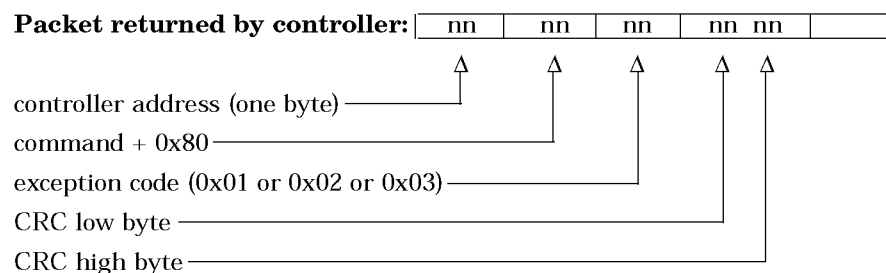 Packet returned by controller: nn nn nn nn nn
controller address (one byte)
command + 0x80
exception code (0x01 or 0x02 or 0x03)
CRC low byte
CRC high byte